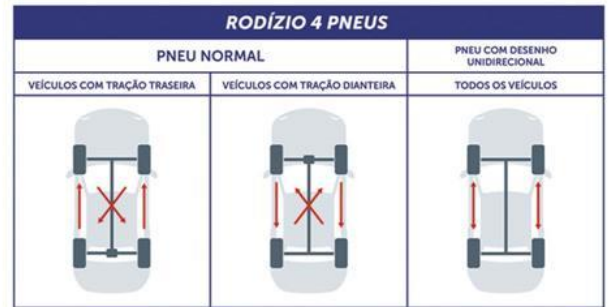 RODÍZIO 4 PNEUS
PNEU NORMAL
PNEU COM DESENHO
UNIDIRECIONAL
VEÍCULOS COM TRAÇÃO TRASEIRA
VEÍCULOS COM TRAÇÃO DIANTEIRA
TODOS OS VEÍCULOS